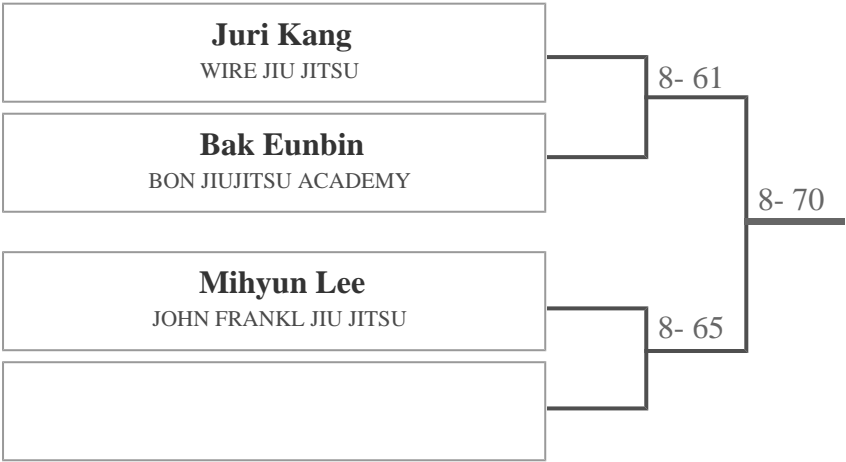 Juri Kang
WIRE JIU JITSU
8- 61
Bak Eunbin
BON JIUJITSU ACADEMY
8- 70
Mihyun Lee
JOHN FRANKL JIU JITSU
8- 65